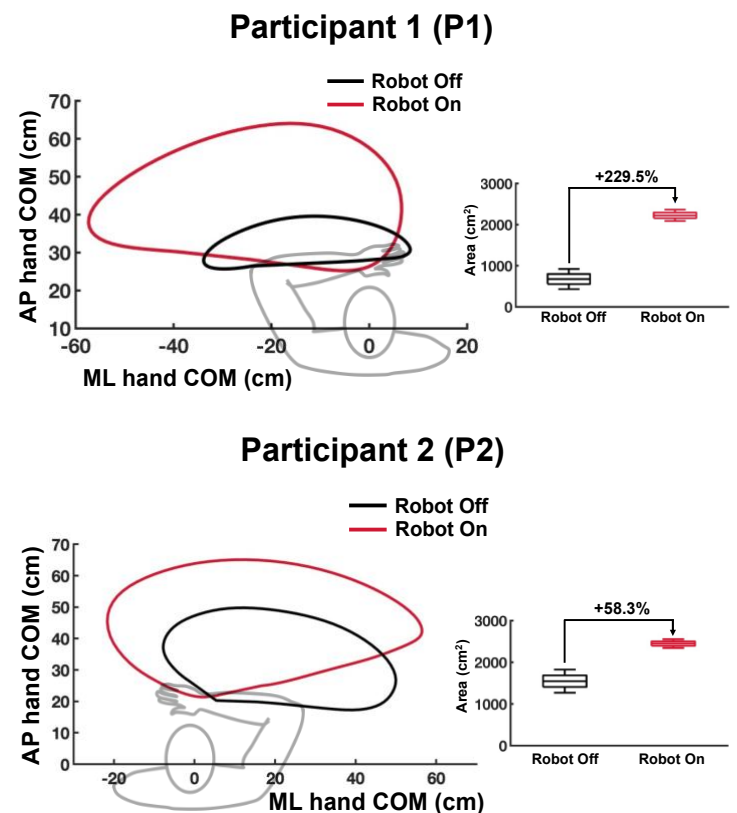 Participant 1 (P1)
Robot Off
Robot On
AP hand COM (cm)
70
60
50
40
30
20
10
-60
-40
-20
0
20
ML hand COM (cm)
+229.5%
Area (cm²)
3000
2000
1000
0
Robot Off
Robot On
Participant 2 (P2)
Robot Off
Robot On
AP hand COM (cm)
70
60
50
40
30
20
10
0
-20
0
20
40
60
ML hand COM (cm)
+58.3%
Area (cm²)
3000
2000
1000
0
Robot Off
Robot On